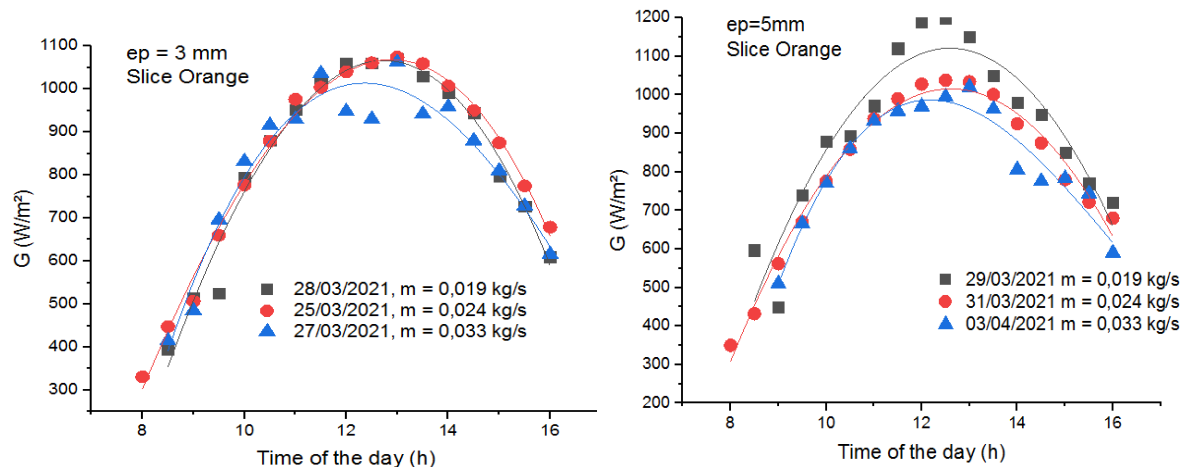 ep = 3 mm
Slice Orange
1100
1000
900
800
700
600
500
400
300
G (W/m²)
28/03/2021, m = 0,019 kg/s
25/03/2021, m = 0,024 kg/s
27/03/2021, m = 0,033 kg/s
8 10 12 14 16
Time of the day (h)
ep=5mm
Slice Orange
1200
1100
1000
900
800
700
600
500
400
300
200
G (W/m²)
29/03/2021 m = 0,019 kg/s
31/03/2021 m = 0,024 kg/s
03/04/2021 m = 0,033 kg/s
8 10 12 14 16
Time of the day (h)